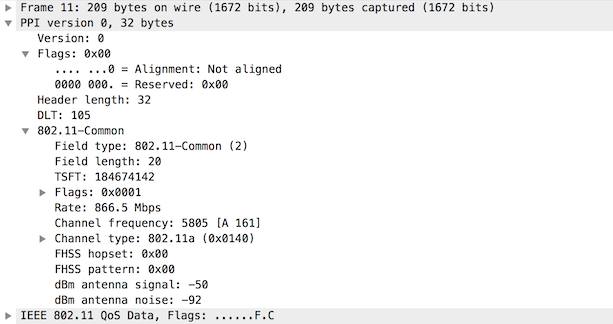 Frame 11: 209 bytes on wire (1672 bits), 209 bytes captured (1672 bits)
PPI version 0, 32 bytes
Version: 0
Flags: 0x00
.... ...0 = Alignment: Not aligned
0000 000. = Reserved: 0x00
Header length: 32
DLT: 105
802.11-Common
Field type: 802.11-Common (2)
Field length: 20
TSFT: 184674142
Flags: 0x0001
Rate: 866.5 Mbps
Channel frequency: 5805 [A 161]
Channel type: 802.11a (0x0140)
FHSS hopset: 0x00
FHSS pattern: 0x00
dBm antenna signal: -50
dBm antenna noise: -92
IEEE 802.11 QoS Data, Flags: ......F.C